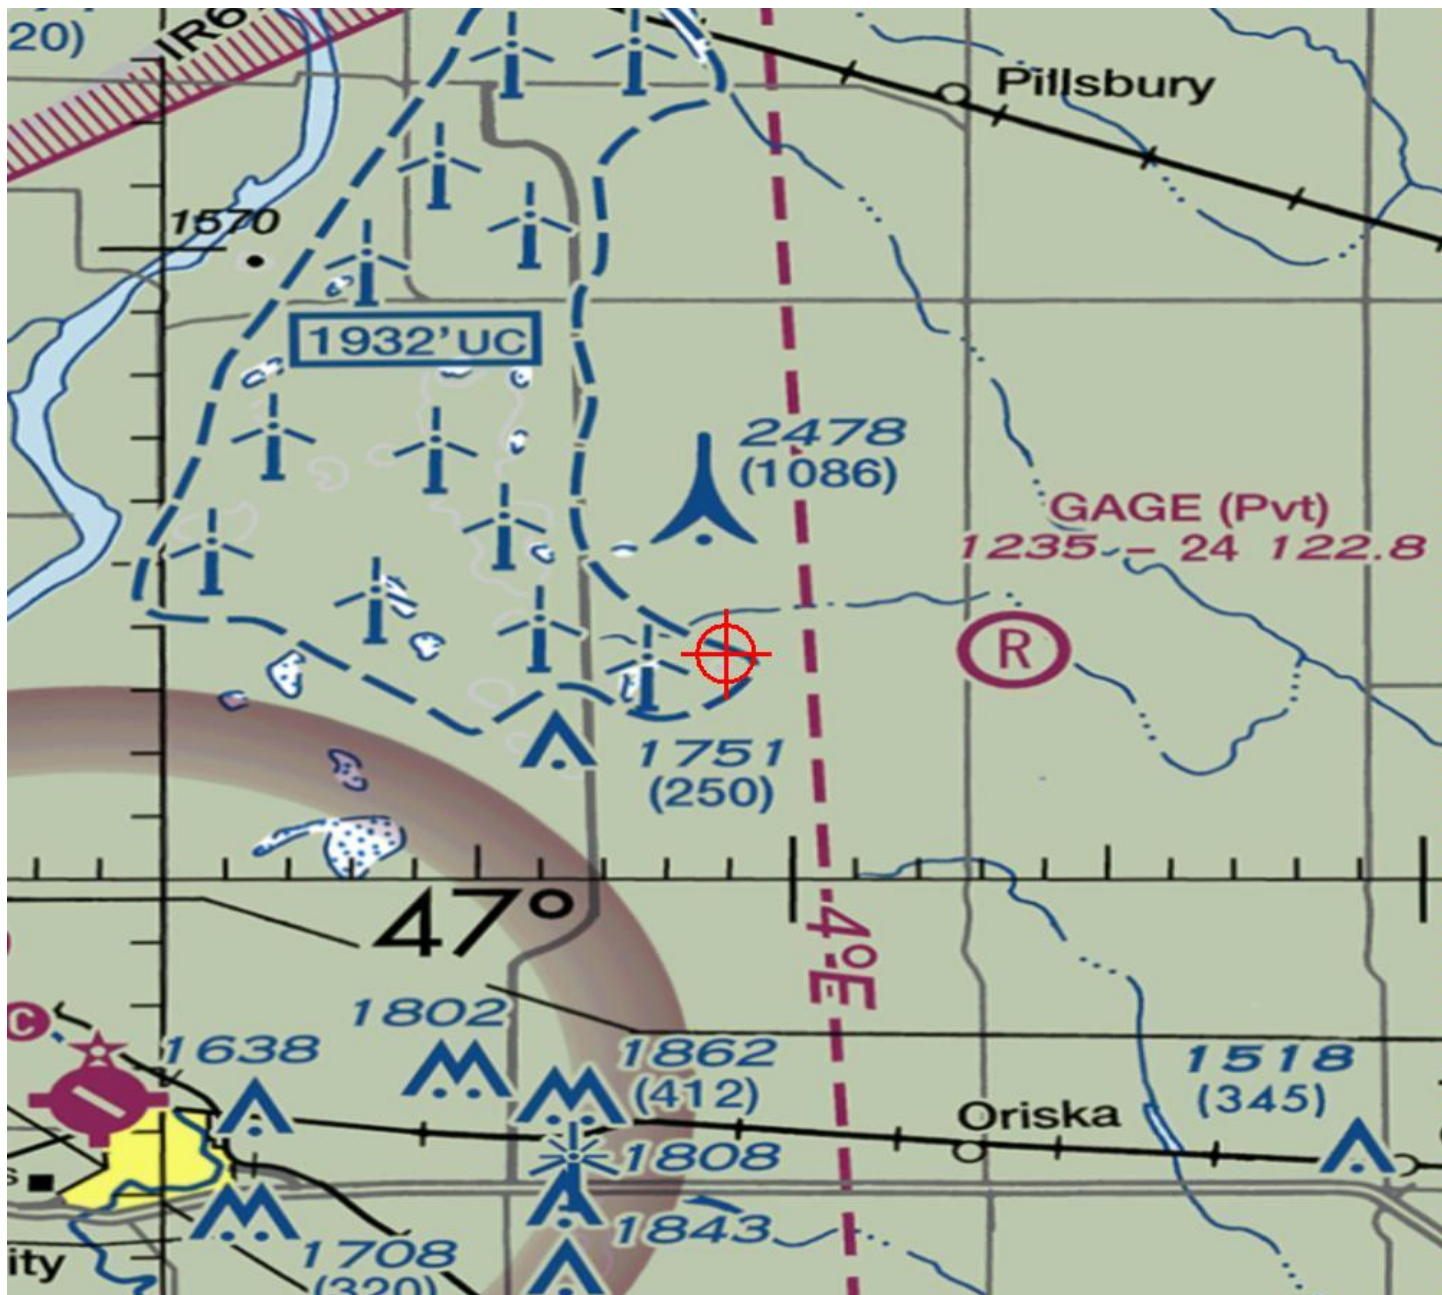 20)
IR6
Pillsbury
1570
1932' UC
2478
(1086)
GAGE (Pvt)
1235 - 24 122.8
R
1751
(250)
47°
4°E
C
1802
1638
1862
(412)
1518
(345)
Oriska
1808
s
1843
ity
1708
(320)